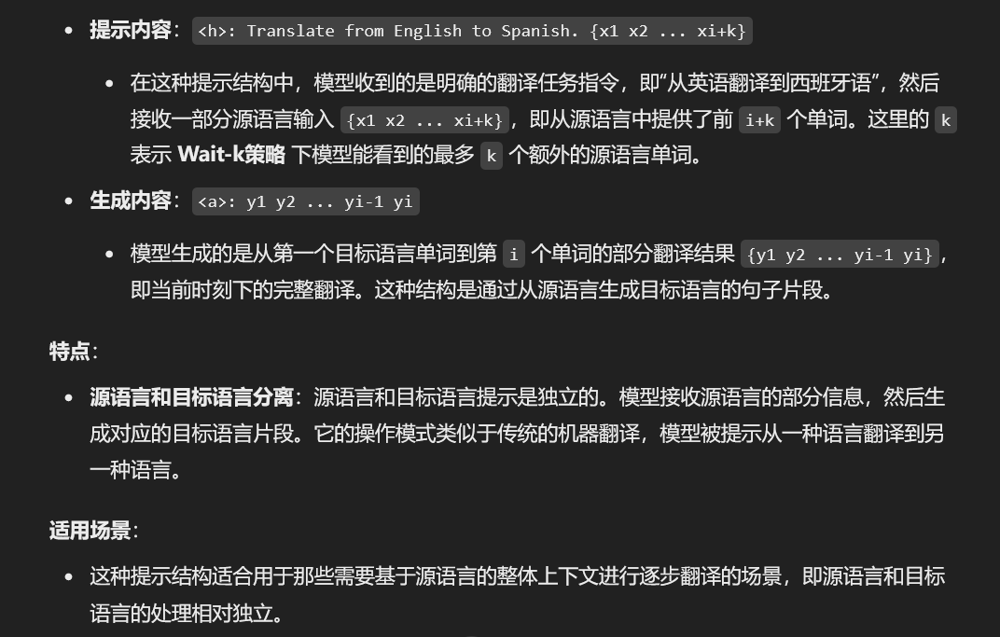 • 提示内容：<h>: Translate from English to Spanish. {x1 x2 ... xi+k}
• 在这种提示结构中，模型收到的是明确的翻译任务指令，即“从英语翻译到西班牙语”，然后
接收一部分源语言输入 {x1 x2 ... xi+k}，即从源语言中提供了前 i+k 个单词。这里的 k
表示 Wait-k策略 下模型能看到的最多 k 个额外的源语言单词。
• 生成内容：<a>: y1 y2 ... yi-1 yi
• 模型生成的是从第一个目标语言单词到第 i 个单词的部分翻译结果 {y1 y2 ... yi-1 yi}，
即当前时刻下的完整翻译。这种结构是通过从源语言生成目标语言的句子片段。
特点：
• 源语言和目标语言分离：源语言和目标语言提示是独立的。模型接收源语言的部分信息，然后生
成对应的目标语言片段。它的操作模式类似于传统的机器翻译，模型被提示从一种语言翻译到另
一种语言。
适用场景：
• 这种提示结构适合用于那些需要基于源语言的整体上下文进行逐步翻译的场景，即源语言和目标
语言的处理相对独立。